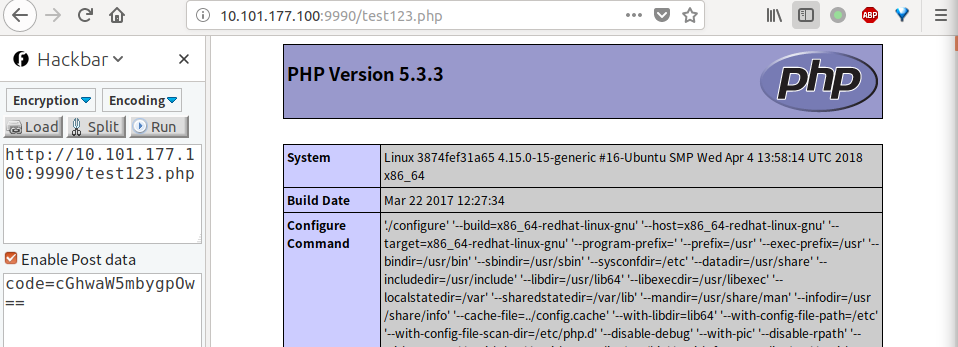 10.101.177.100:9990/test123.php
ABP
Hackbar
Encryption Encoding
Load Split Run
http://10.101.177.1
00:9990/test123.php
Enable Post data
code=cGhwaW5mbygpOw
==
PHP Version 5.3.3
php
System Linux 3874fef31a65 4.15.0-15-generic #16-Ubuntu SMP Wed Apr 4 13:58:14 UTC 2018
x86_64
Build Date Mar 22 2017 12:27:34
Configure Command './configure' '--build=x86_64-redhat-linux-gnu' '--host=x86_64-redhat-linux-gnu' '--
target=x86_64-redhat-linux-gnu' '--program-prefix=' '--prefix=/usr' '--exec-prefix=/usr' '--
bindir=/usr/bin' '--sbindir=/usr/sbin' '--sysconfdir=/etc' '--datadir=/usr/share' '--
includedir=/usr/include' '--libdir=/usr/lib64' '--libexecdir=/usr/libexec' '--
localstatedir=/var' '--sharedstatedir=/var/lib' '--mandir=/usr/share/man' '--infodir=/usr
/share/info' '--cache-file=../config.cache' '--with-libdir=lib64' '--with-config-file-path=/etc'
'--with-config-file-scan-dir=/etc/php.d' '--disable-debug' '--with-pic' '--disable-rpath' '--